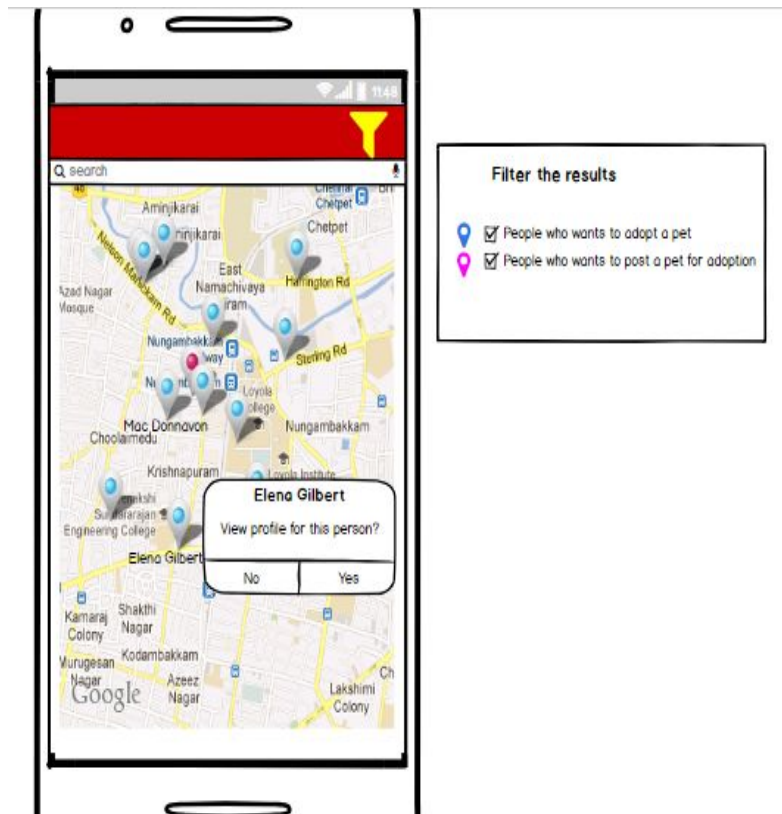 11:48
search
Chetpet
Aminjikarai
Chetpet
Nelson Manickam Rd
East
Namachivaya
Harrington Rd
Azad Nagar
Mosque
Nungambakkam
Sterling Rd
Loyola
College
Mac Donnavon
Nungambakkam
Choolaimedu
Krishnapuram
Loyola Institute
Engineering College
Elena Gilbert
Elena Gilbert
View profile for this person?
No
Yes
Kamaraj
Colony
Shakthi
Nagar
Murugesan
Nagar
Kodambakkam
Azeez
Nagar
Lakshimi
Colony
Google
Filter the results
People who wants to adopt a pet
People who wants to post a pet for adoption